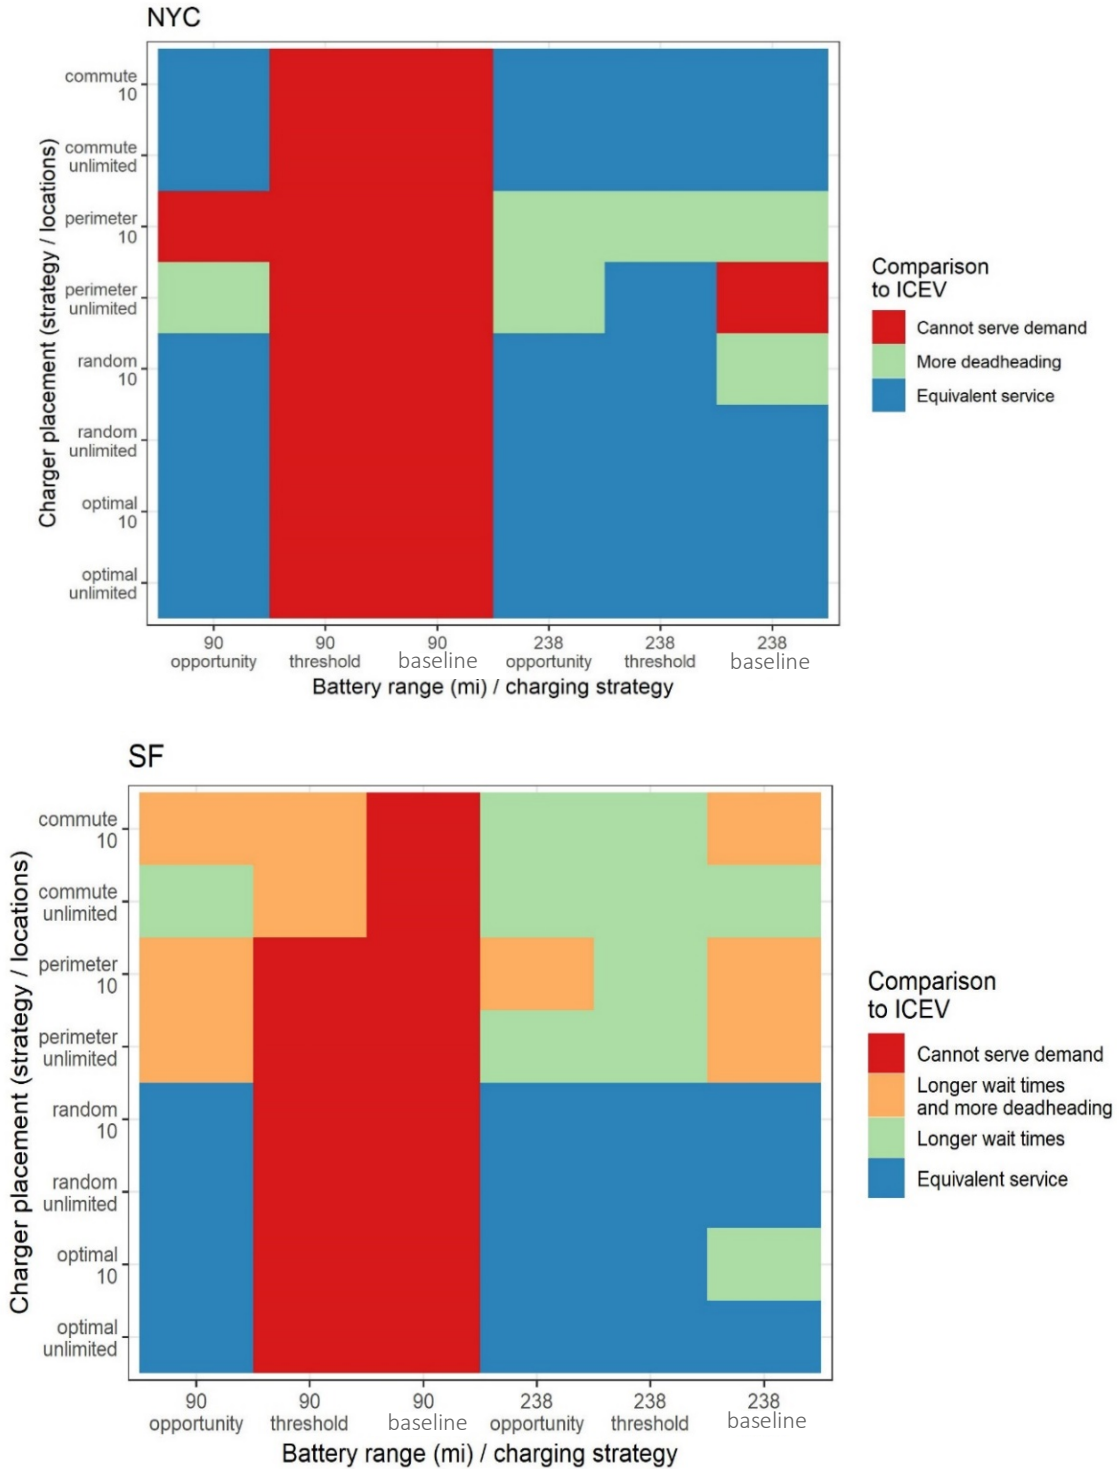 NYC
Charger placement (strategy / locations)
commute
10
commute
unlimited
perimeter
10
perimeter
unlimited
random
10
random
unlimited
optimal
10
optimal
unlimited
90
opportunity
90
threshold
90
baseline
238
opportunity
238
threshold
238
baseline
Battery range (mi) / charging strategy
Comparison
to ICEV
Cannot serve demand
More deadheading
Equivalent service
SF
Charger placement (strategy / locations)
commute
10
commute
unlimited
perimeter
10
perimeter
unlimited
random
10
random
unlimited
optimal
10
optimal
unlimited
90
opportunity
90
threshold
90
baseline
238
opportunity
238
threshold
238
baseline
Battery range (mi) / charging strategy
Comparison
to ICEV
Cannot serve demand
Longer wait times
and more deadheading
Longer wait times
Equivalent service